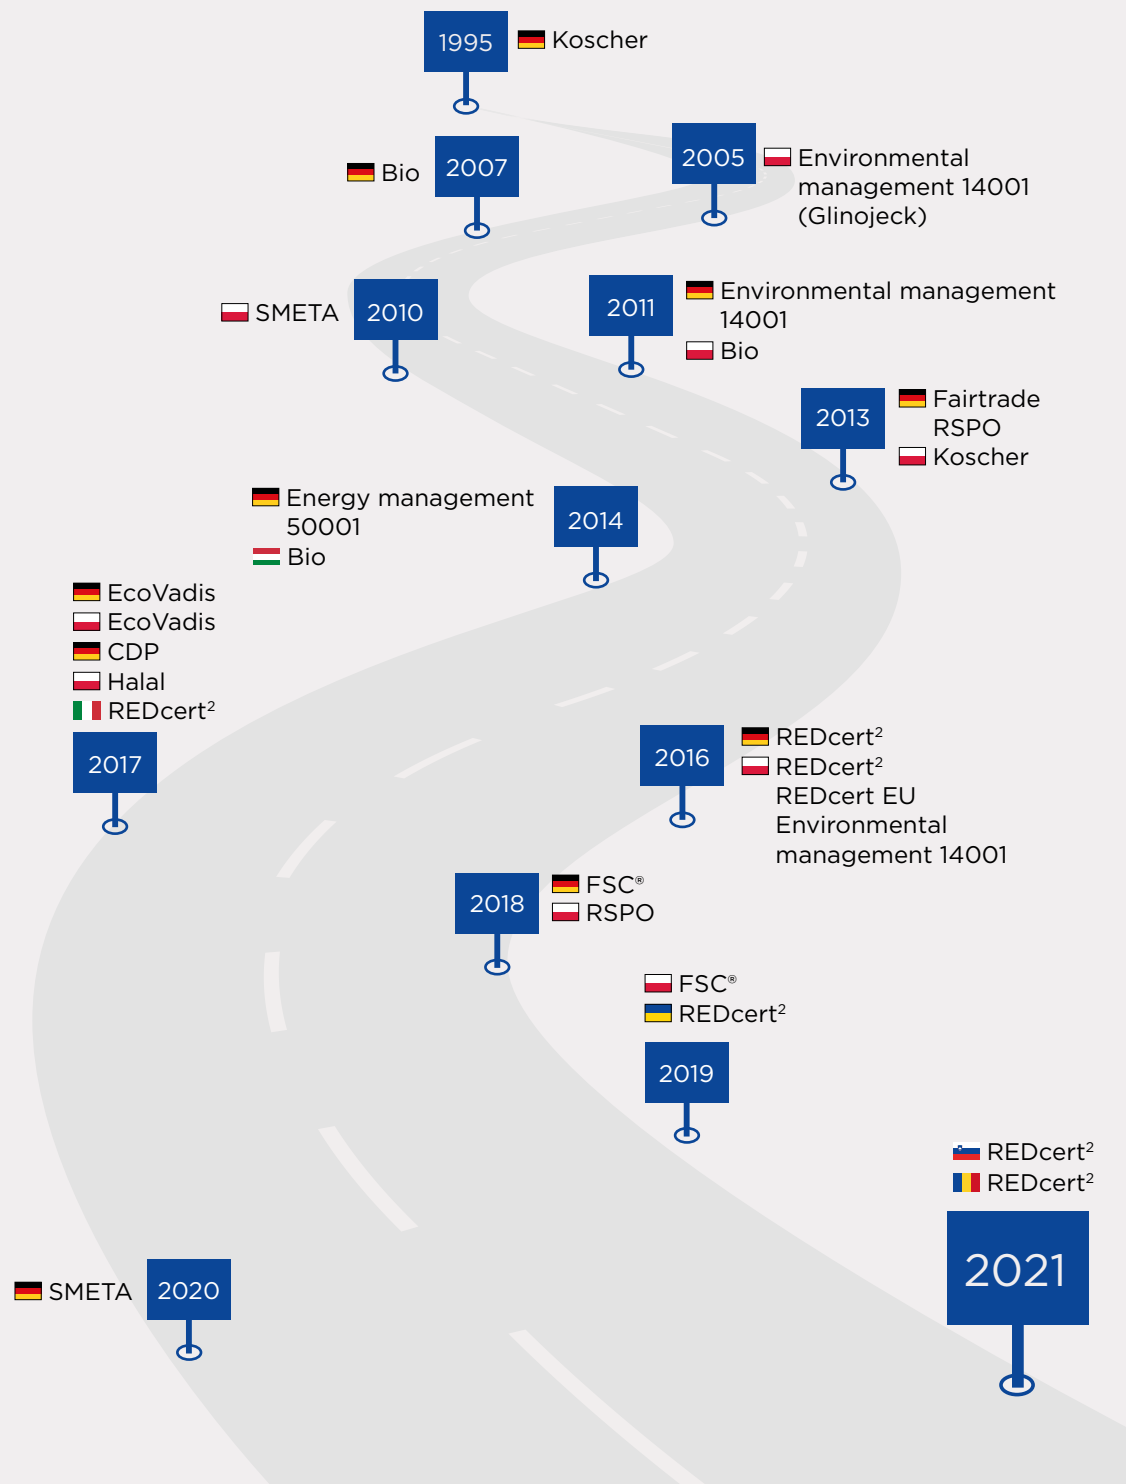 1995
Koscher
2005
Environmental
management 14001
(Glinojeck)
Bio
2007
SMETA
2010
2011
Environmental management
14001
Bio
2013
Fairtrade
RSPO
Koscher
Energy management
50001
Bio
2014
EcoVadis
EcoVadis
CDP
Halal
REDcert²
2017
2016
REDcert²
REDcert²
REDcert EU
Environmental
management 14001
2018
FSC®
RSPO
FSC®
REDcert²
2019
REDcert²
REDcert²
2021
SMETA
2020